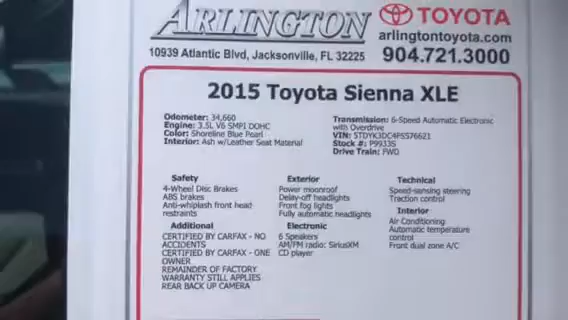 ARLINGTON TOYOTA
arlingtontoyota.com
10939 Atlantic Blvd, Jacksonville, FL 32225 904.721.3000
2015 Toyota Sienna XLE
Odometer: 34,660
Engine: 3.5L V6 SMPI DOHC
Color: Shoreline Blue Pearl
Interior: Ash w/Leather Seat Material
Transmission: 6-Speed Automatic Electronic
with Overdrive
VIN: 5TDYK3DC4FS576621
Stock #: P9933S
Drive Train: FWD
Safety
4-Wheel Disc Brakes
ABS brakes
Anti-whiplash front head
restraints
Additional
CERTIFIED BY CARFAX - NO
ACCIDENTS
CERTIFIED BY CARFAX - ONE
OWNER
REMAINDER OF FACTORY
WARRANTY STILL APPLIES
REAR BACK UP CAMERA
Exterior
Power moonroof
Delay-off headlights
Front fog lights
Fully automatic headlights
Electronic
6 Speakers
AM/FM radio: SiriusXM
CD player
Technical
Speed-sensing steering
Traction control
Interior
Air Conditioning
Automatic temperature
control
Front dual zone A/C